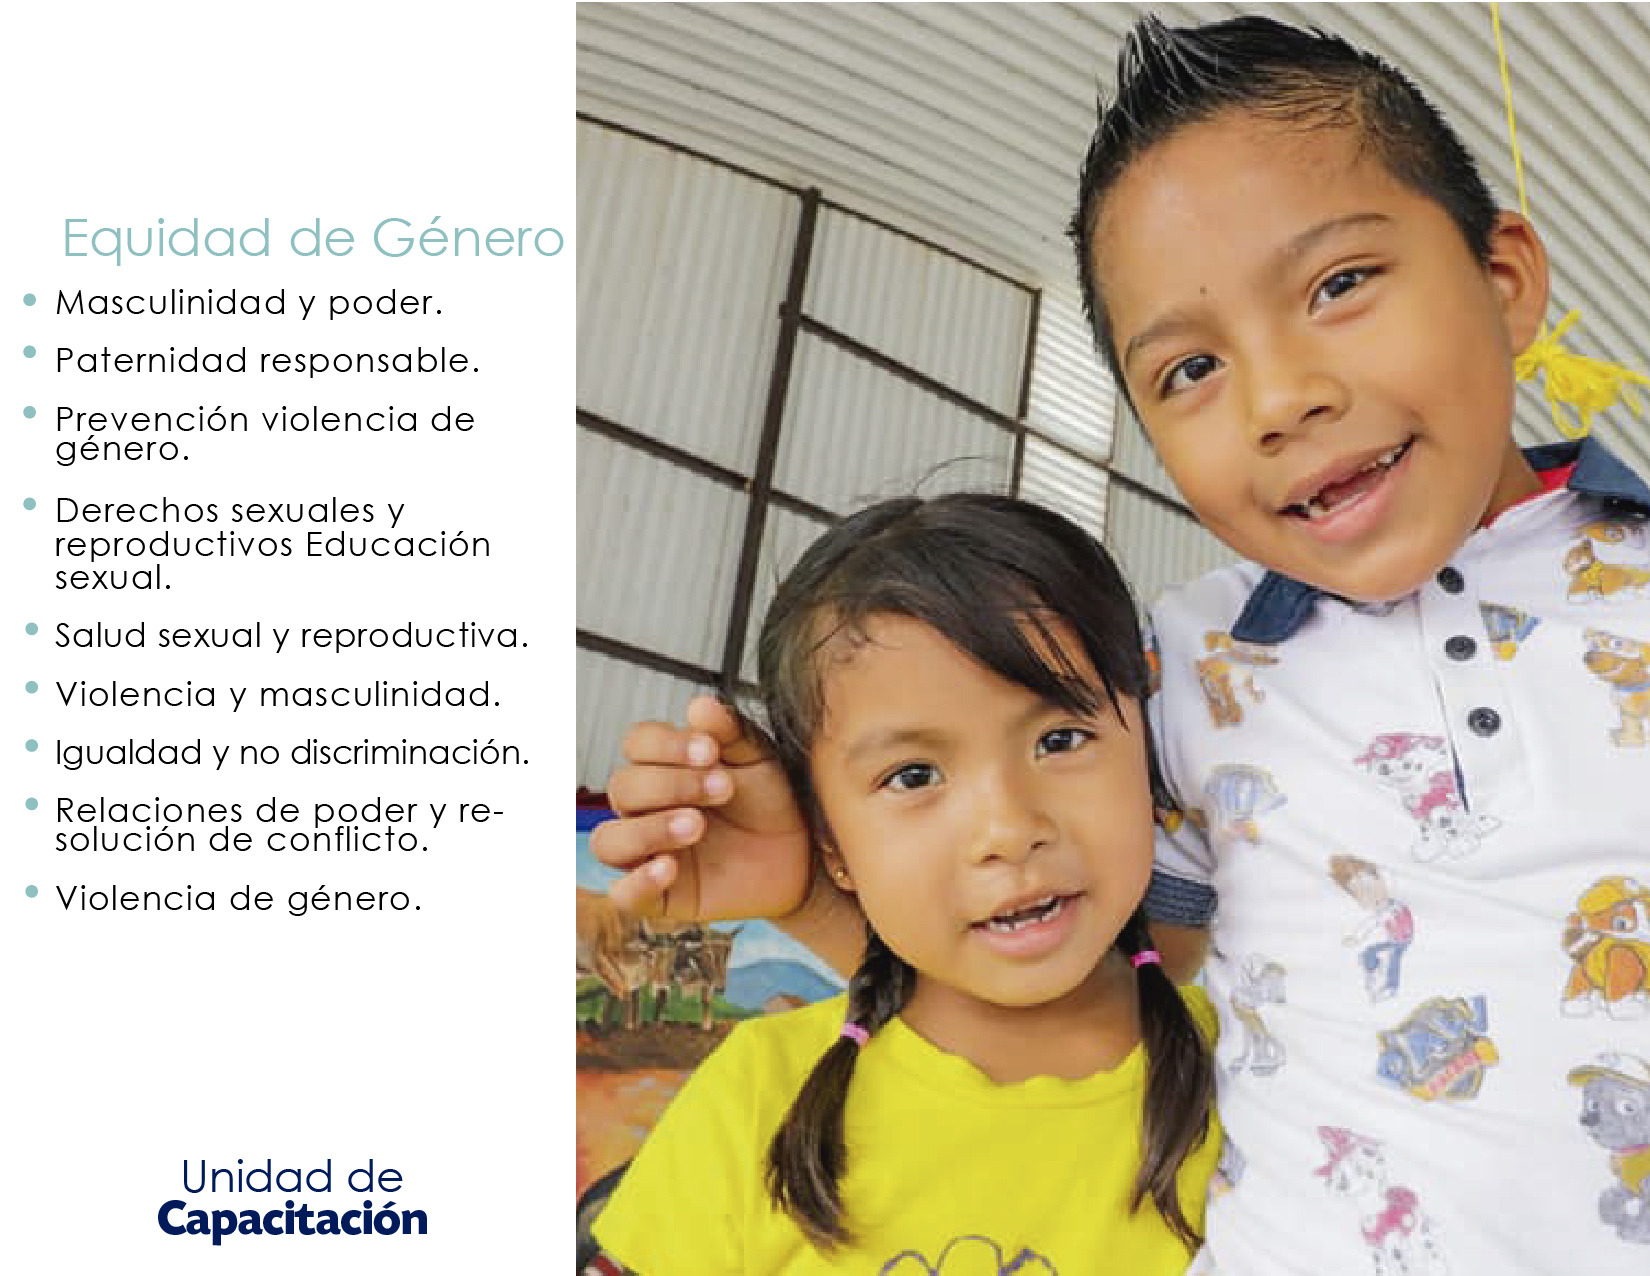 Equidad de Género
• Masculinidad y poder.
• Paternidad responsable.
• Prevención violencia de
género.
• Derechos sexuales y
reproductivos Educación
sexual.
• Salud sexual y reproductiva.
• Violencia y masculinidad.
• Igualdad y no discriminación.
• Relaciones de poder y re-
solución de conflicto.
• Violencia de género.
Unidad de
Capacitación